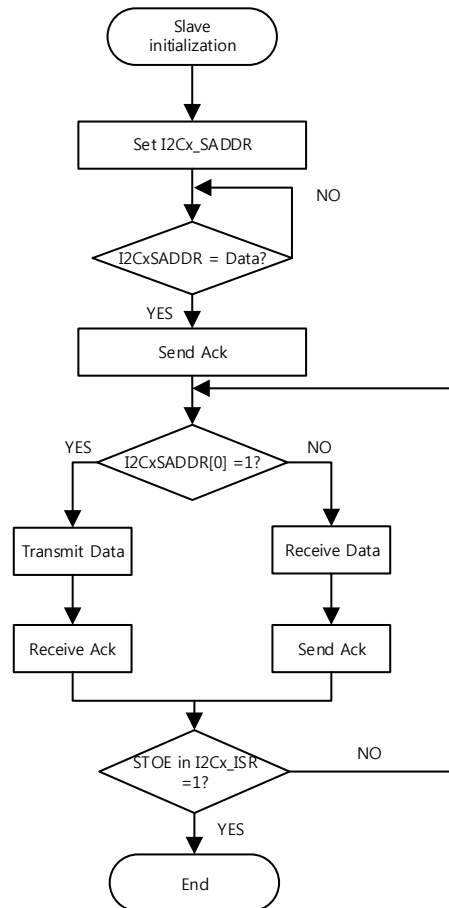 Slave
initialization
Set I2Cx_SADDR
NO
I2CxSADDR = Data?
YES
Send Ack
YES
NO
I2CxSADDR[0] =1?
Transmit Data
Receive Data
Receive Ack
Send Ack
STOE in I2Cx_ISR
=1?
NO
YES
End